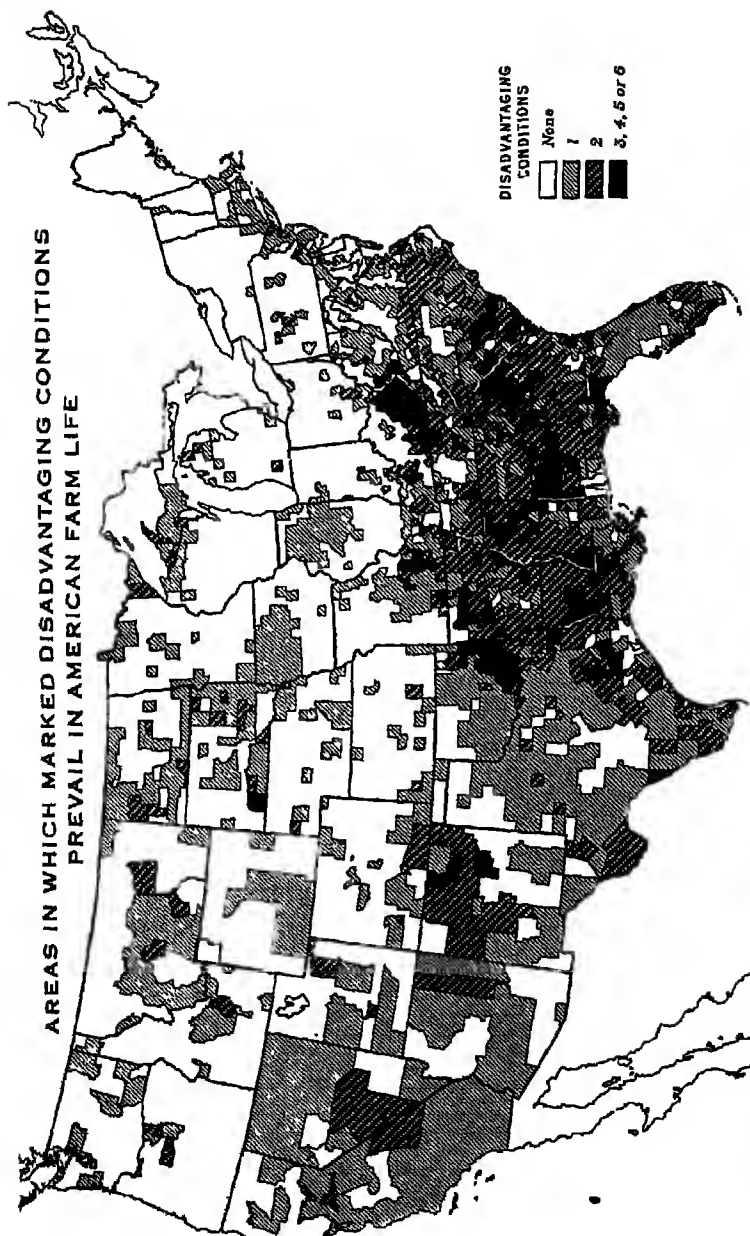 AREAS IN WHICH MARKED DISADVANTAGING CONDITIONS
PREVAIL IN AMERICAN FARM LIFE
DISADVANTAGING
CONDITIONS
None
1
2
3, 4, 5 or 6